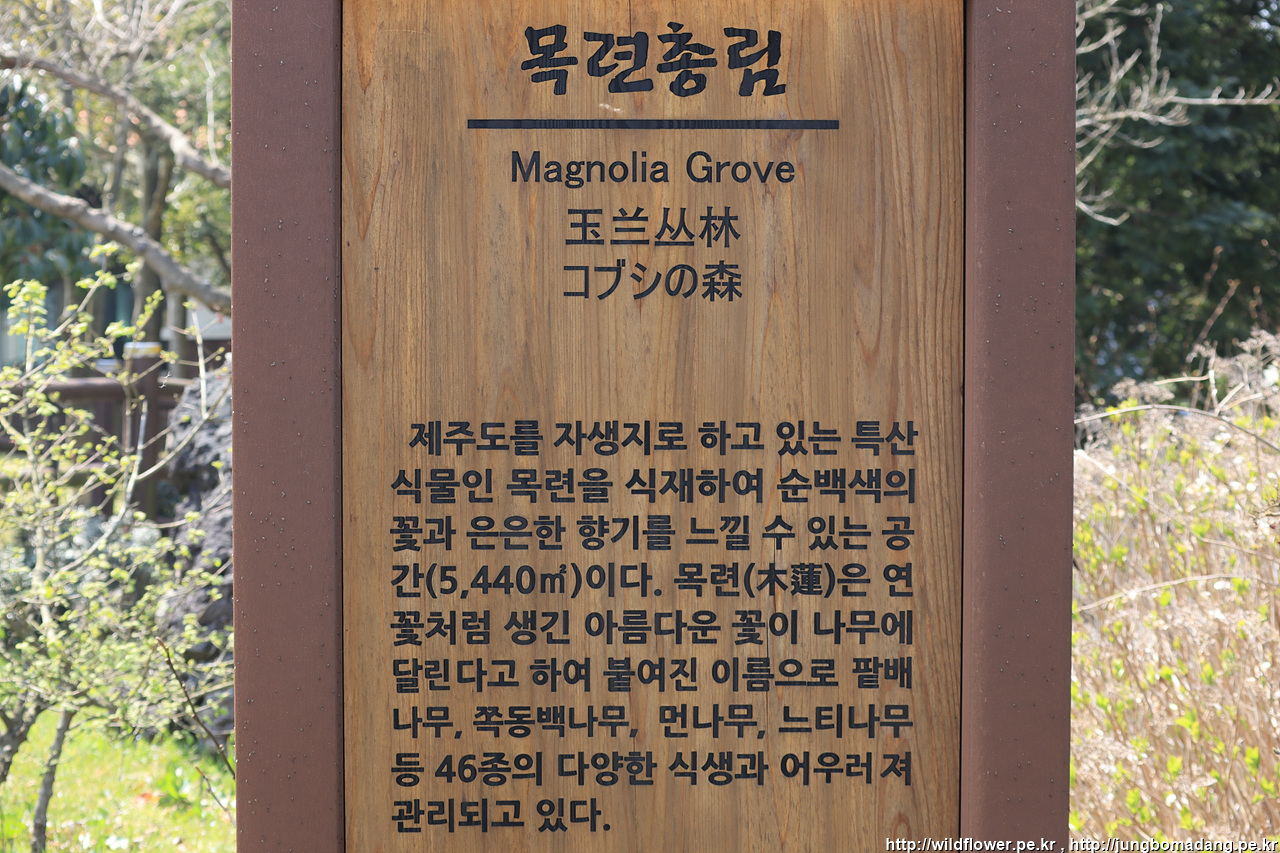 목련총림
Magnolia Grove
玉兰丛林
コブシの森
제주도를 자생지로 하고 있는 특산
식물인 목련을 식재하여 순백색의
꽃과 은은한 향기를 느낄 수 있는 공
간(5,440㎡)이다. 목련(木蓮)은 연
꽃처럼 생긴 아름다운 꽃이 나무에
달린다고 하여 붙여진 이름으로 팥배
나무, 쪽동백나무, 먼나무, 느티나무
등 46종의 다양한 식생과 어우러져
관리되고 있다.
http://wildflower.pe.kr , http://jungbomadang.pe.kr